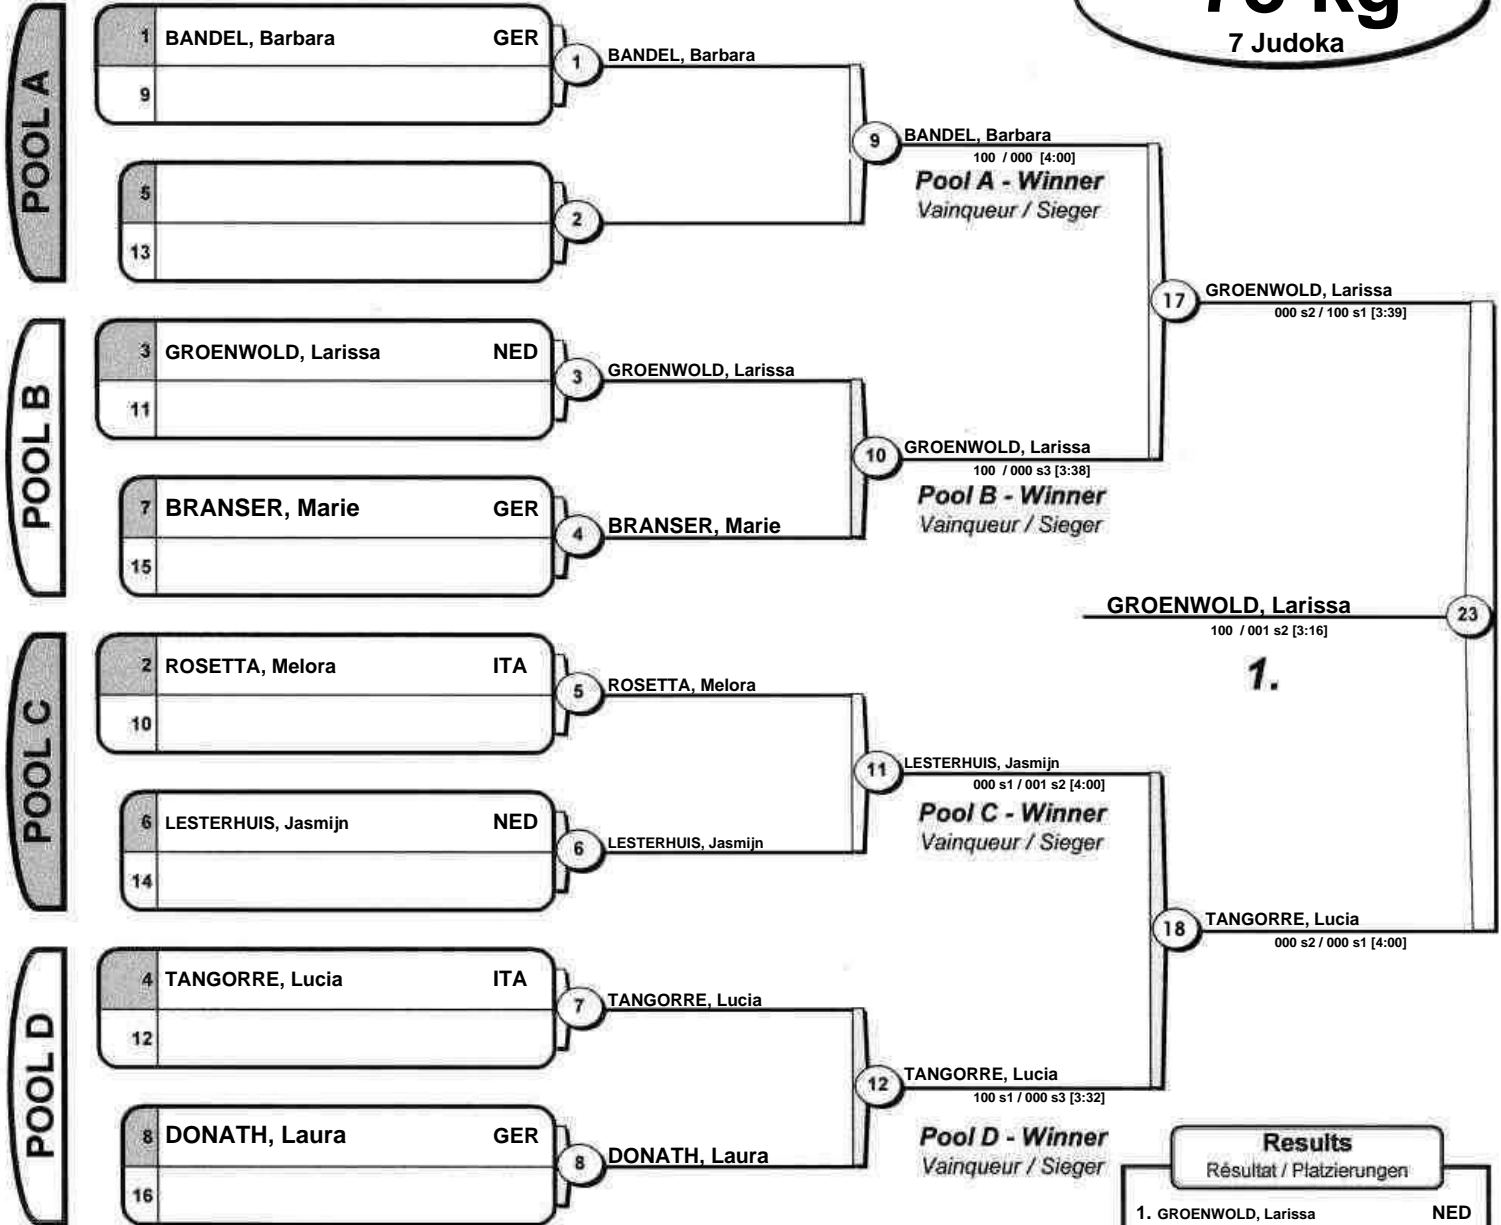 7 Judoka
POOL A
1 BANDEL, Barbara GER
9
1
BANDEL, Barbara
5
13
2
9
BANDEL, Barbara
100 / 000 [4:00]
Pool A - Winner
Vainqueur / Sieger
POOL B
3 GROENWOLD, Larissa NED
11
3
GROENWOLD, Larissa
7 BRANSER, Marie GER
15
4
BRANSER, Marie
10
GROENWOLD, Larissa
100 / 000 s3 [3:38]
Pool B - Winner
Vainqueur / Sieger
17
GROENWOLD, Larissa
000 s2 / 100 s1 [3:39]
GROENWOLD, Larissa
100 / 001 s2 [3:16]
1.
23
POOL C
2 ROSETTA, Melora ITA
10
5
ROSETTA, Melora
6 LESTERHUIS, Jasmijn NED
14
6
LESTERHUIS, Jasmijn
11
LESTERHUIS, Jasmijn
000 s1 / 001 s2 [4:00]
Pool C - Winner
Vainqueur / Sieger
POOL D
4 TANGORRE, Lucia ITA
12
7
TANGORRE, Lucia
8 DONATH, Laura GER
16
8
DONATH, Laura
12
TANGORRE, Lucia
100 s1 / 000 s3 [3:32]
Pool D - Winner
Vainqueur / Sieger
18
TANGORRE, Lucia
000 s2 / 000 s1 [4:00]
Results
Résultat / Platzierungen
1. GROENWOLD, Larissa NED